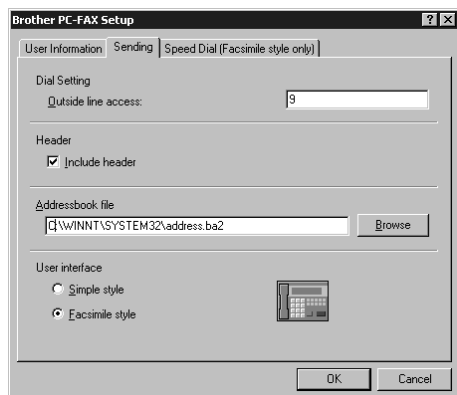 Brother PC-FAX Setup
User Information Sending Speed Dial (Facsimile style only)
Dial Setting
Outside line access: 9
Header
Include header
Addressbook file
C:\WINNT\SYSTEM32\address.ba2 Browse
User interface
Simple style
Facsimile style
OK Cancel